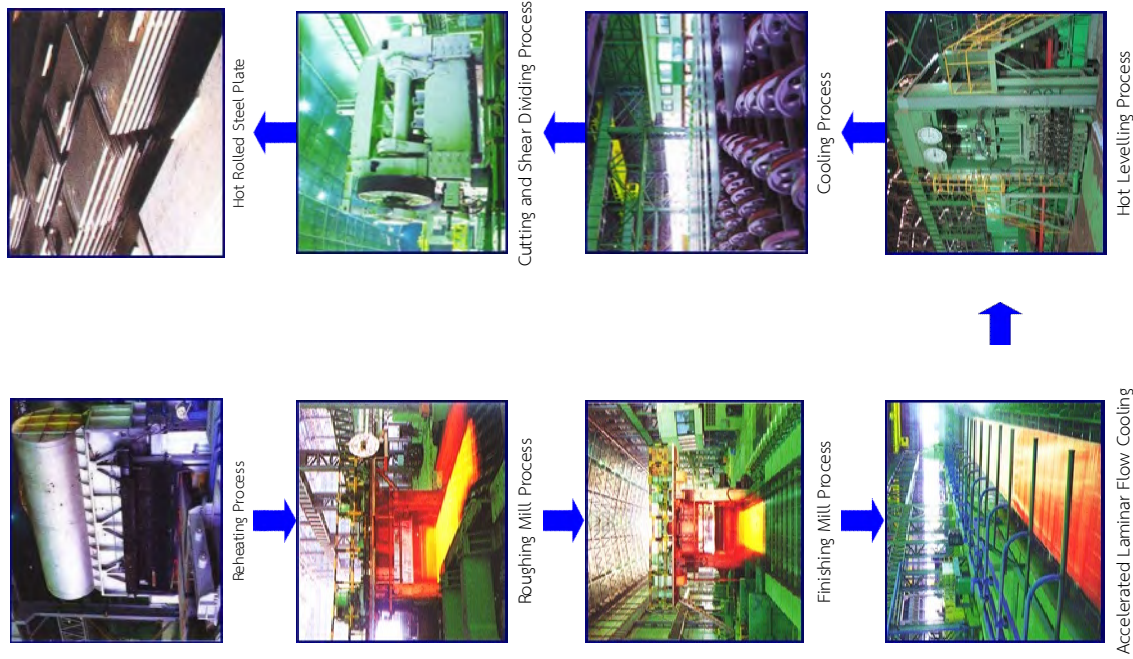 Reheating Process
Roughing Mill Process
Finishing Mill Process
Accelerated Laminar Flow Cooling
Hot Levelling Process
Cooling Process
Cutting and Shear Dividing Process
Hot Rolled Steel Plate